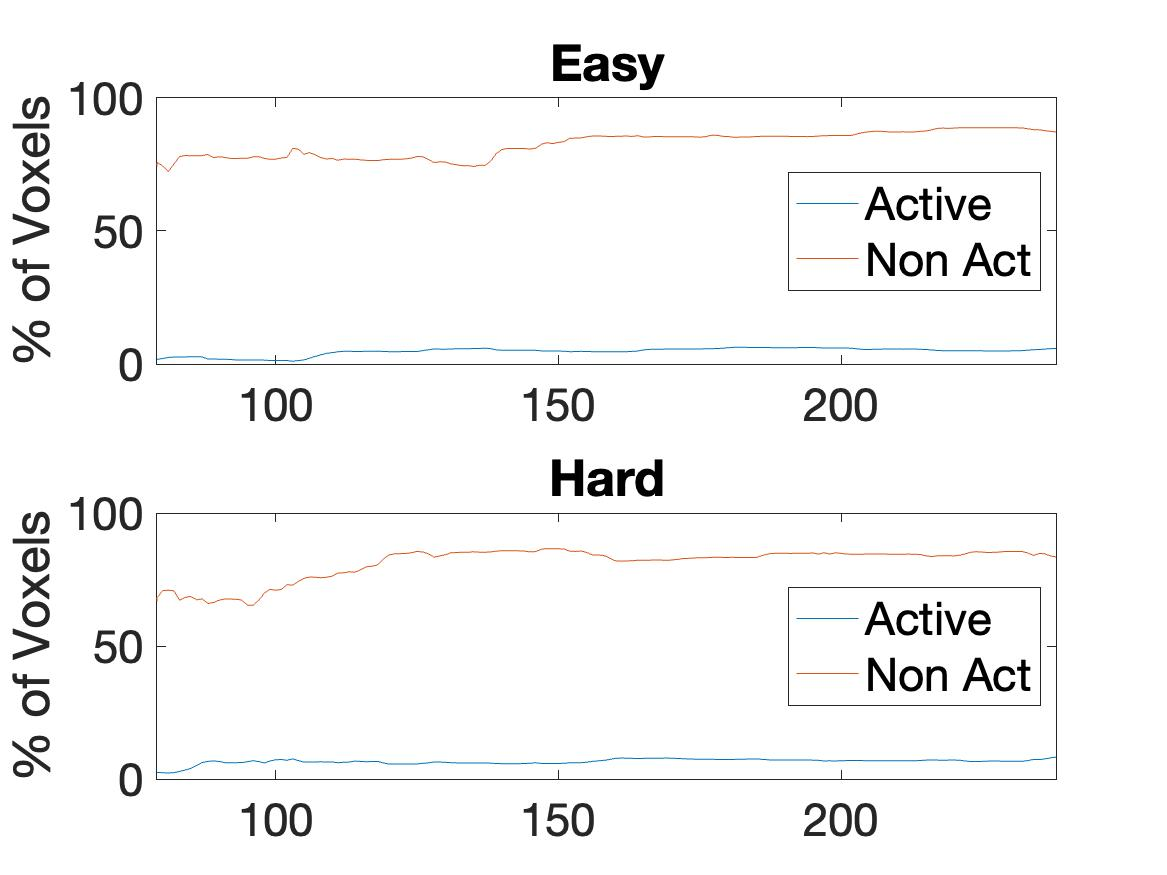 Easy
% of Voxels
100
50
0
Active
Non Act
100 150 200
Hard
% of Voxels
100
50
0
Active
Non Act
100 150 200